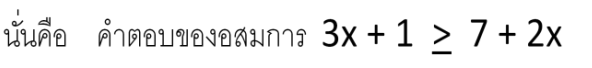 นั่นคือ คำตอบของอสมการ 3x + 1 ≥ 7 + 2x